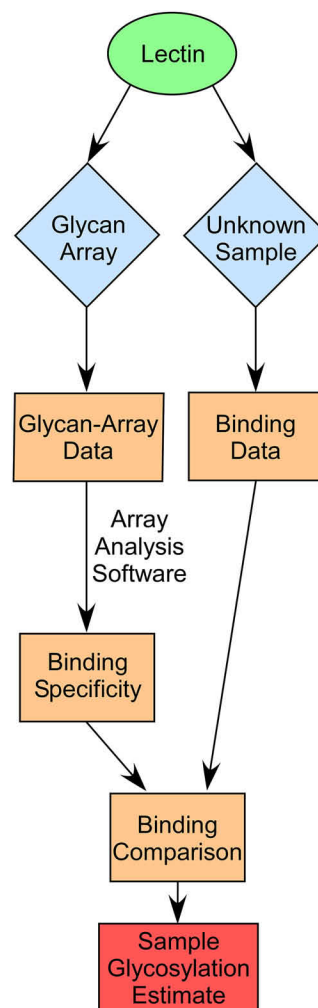 Lectin
Glycan
Array
Unknown
Sample
Glycan-Array
Data
Binding
Data
Array
Analysis
Software
Binding
Specificity
Binding
Comparison
Sample
Glycosylation
Estimate